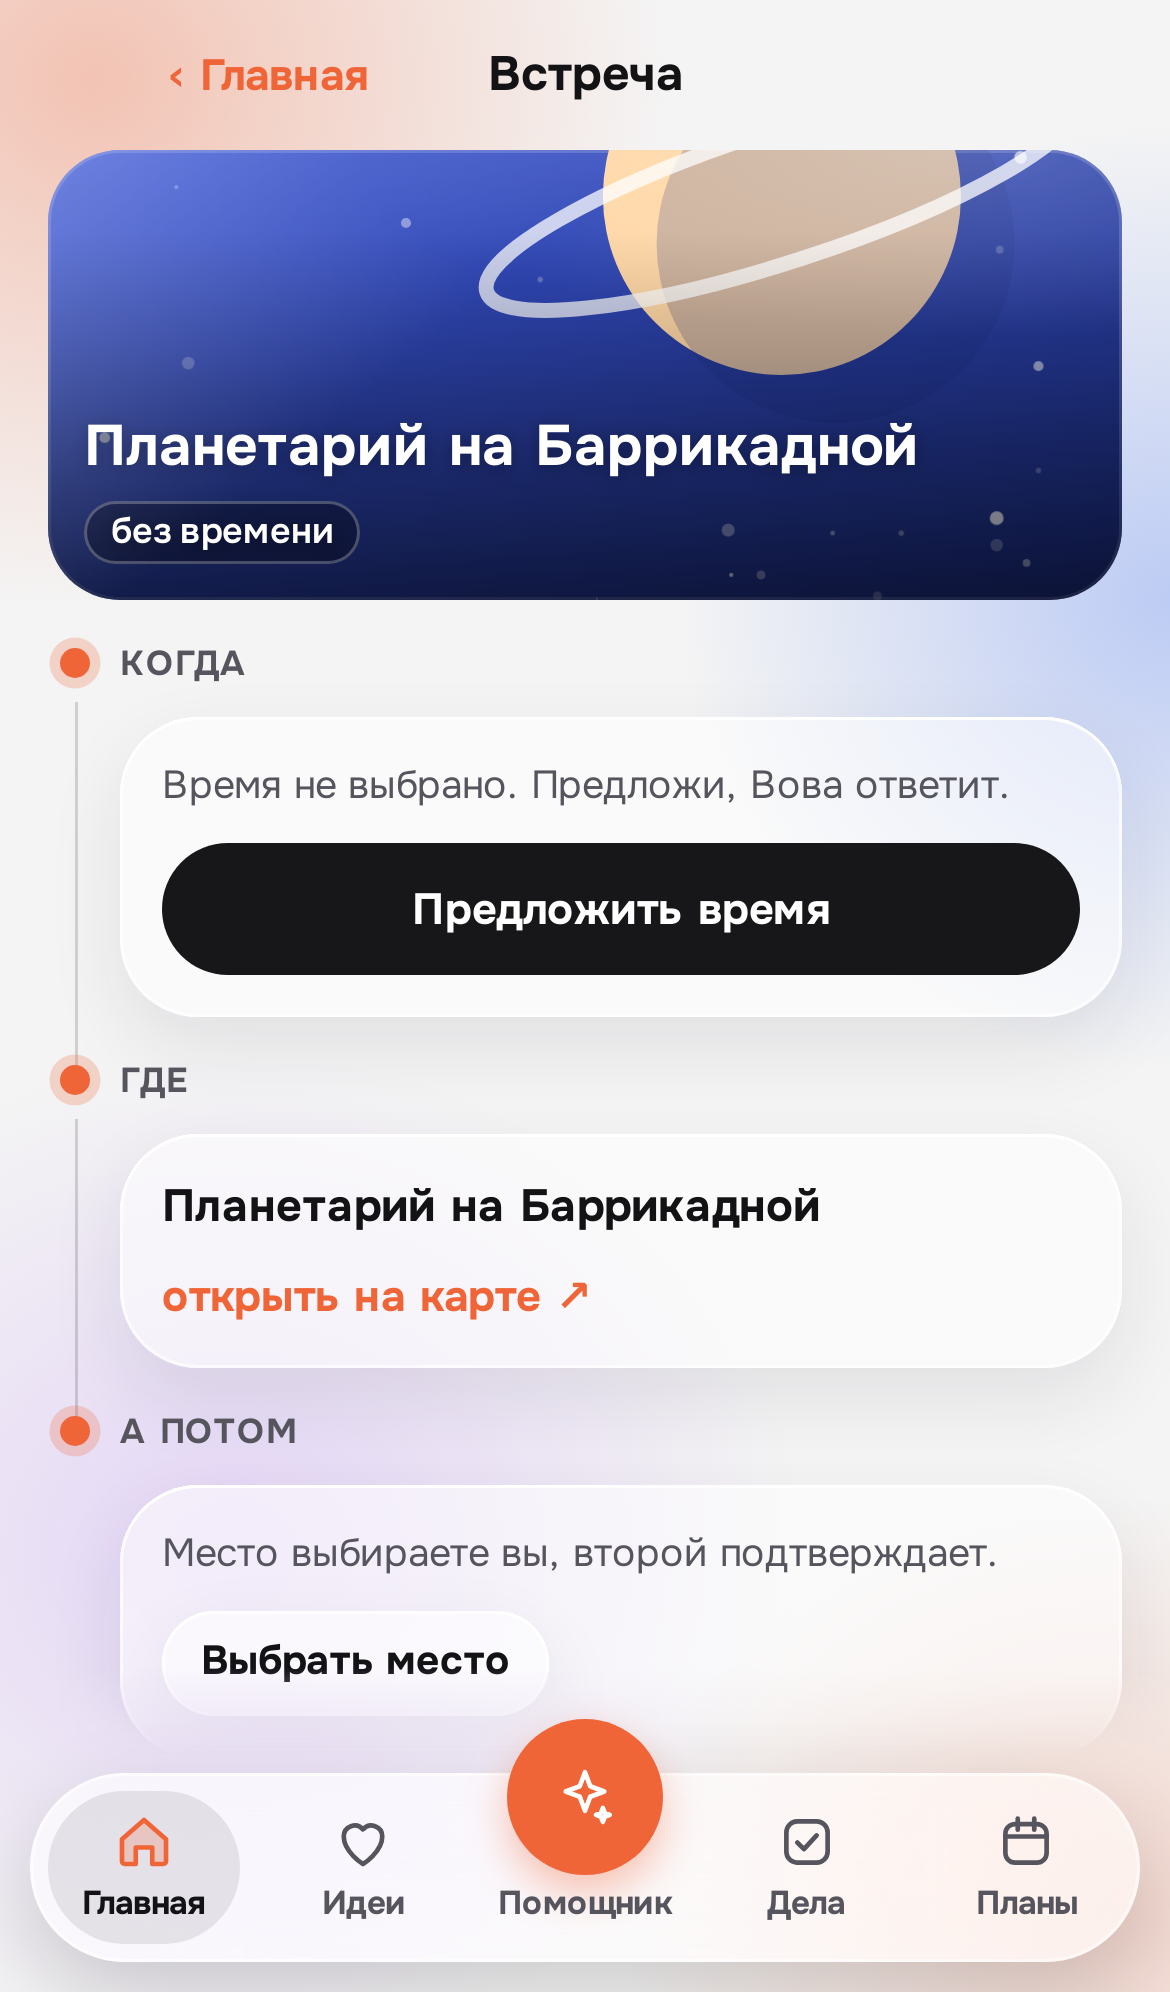 ‹ Главная
Встреча
Планетарий на Баррикадной
без времени
КОГДА
Время не выбрано. Предложи, Вова ответит.
Предложить время
ГДЕ
Планетарий на Баррикадной
открыть на карте ↗
А ПОТОМ
Место выбираете вы, второй подтверждает.
Выбрать место
Главная
Идеи
Помощник
Дела
Планы